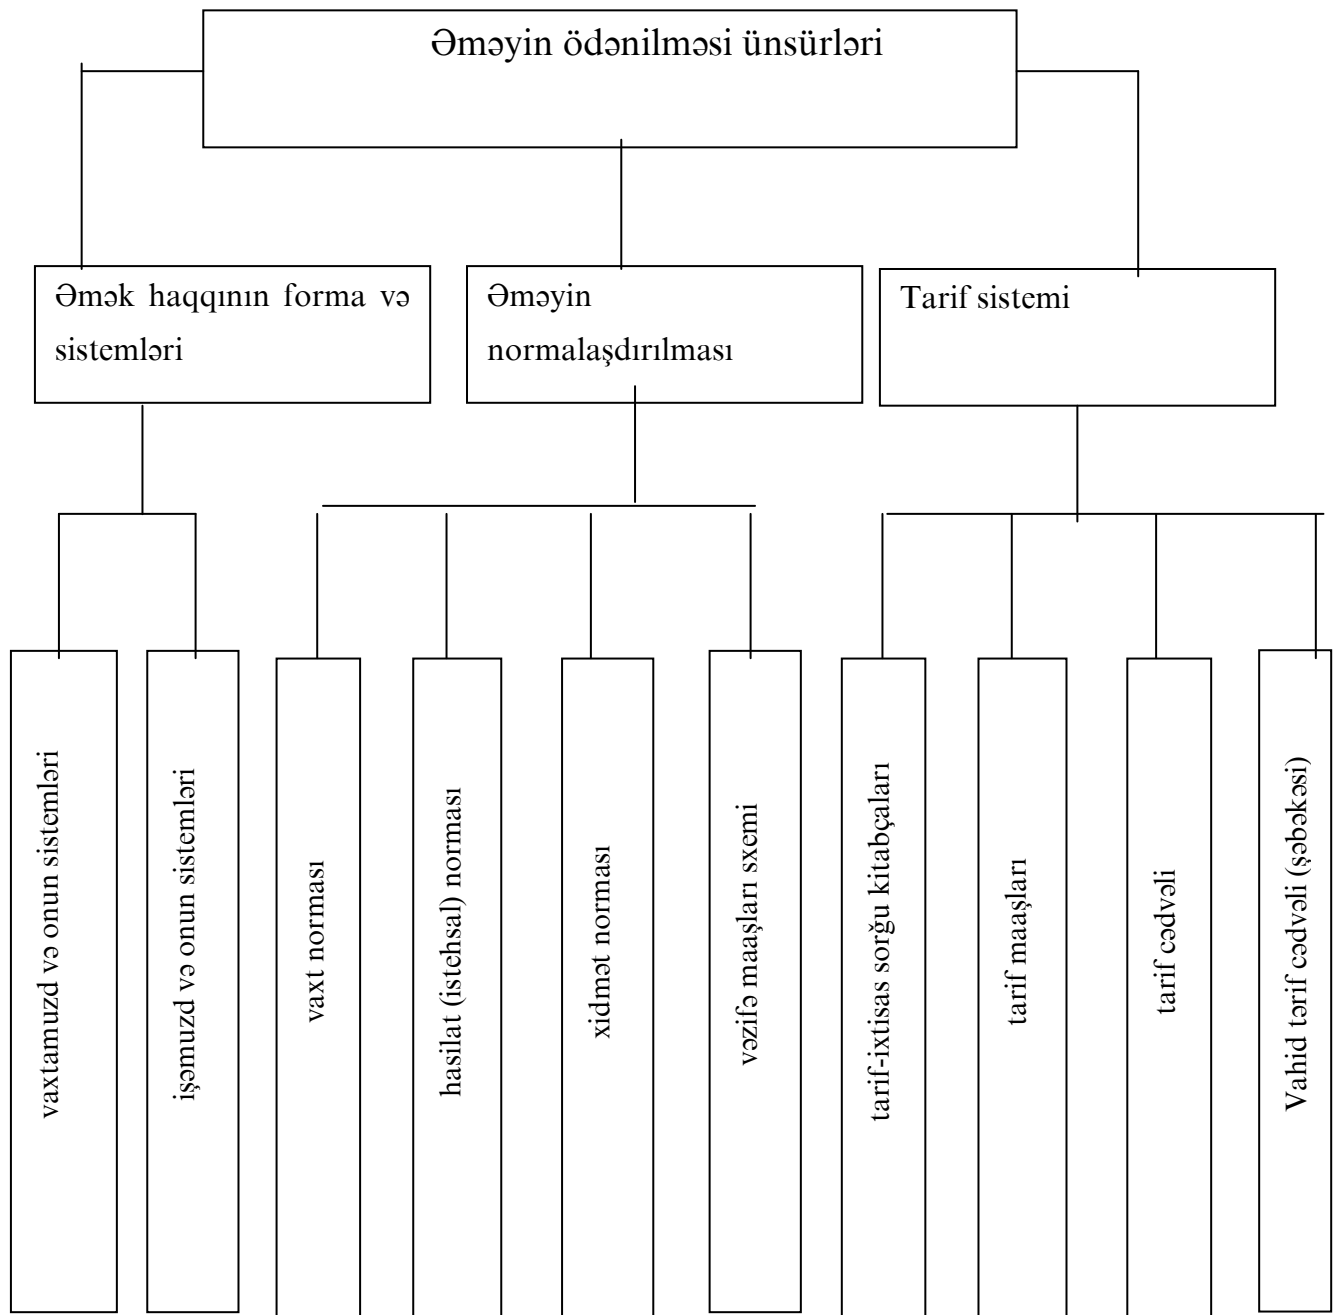 Əməyin ödənilməsi ünsürləri
Əmək haqqının forma və
sistemləri
Əməyin
normalaşdırılması
Tarif sistemi
vaxtamuzd və onun sistemləri
işəmuzd və onun sistemləri
vaxt norması
hasilat (istehsal) norması
xidmət norması
vəzifə maaşları sxemi
tarif-ixtisas sorğu kitabçaları
tarif maaşları
tarif cədvəli
Vahid tərif cədvəli (şəbəkəsi)